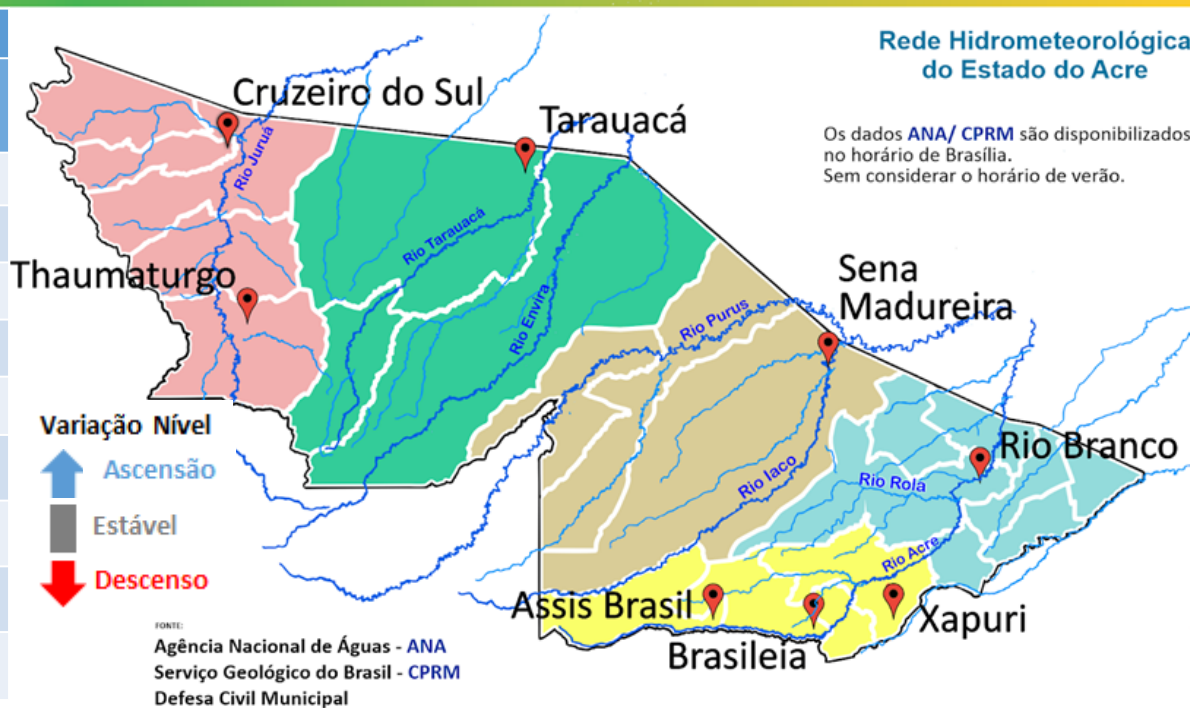 Rede Hidrometeorológica
do Estado do Acre
Os dados ANA/ CPRM são disponibilizados
no horário de Brasília.
Sem considerar o horário de verão.
Cruzeiro do Sul
Tarauacá
Rio Juruá
Rio Tarauacá
Thaumaturgo
Sena
Madureira
Rio Envira
Rio Purus
Variação Nível
Ascensão
Estável
Descenso
Rio Branco
Rio Iaco
Rio Rola
Rio Acre
Assis Brasil
Xapuri
Brasileia
FONTE:
Agência Nacional de Águas - ANA
Serviço Geológico do Brasil - CPRM
Defesa Civil Municipal